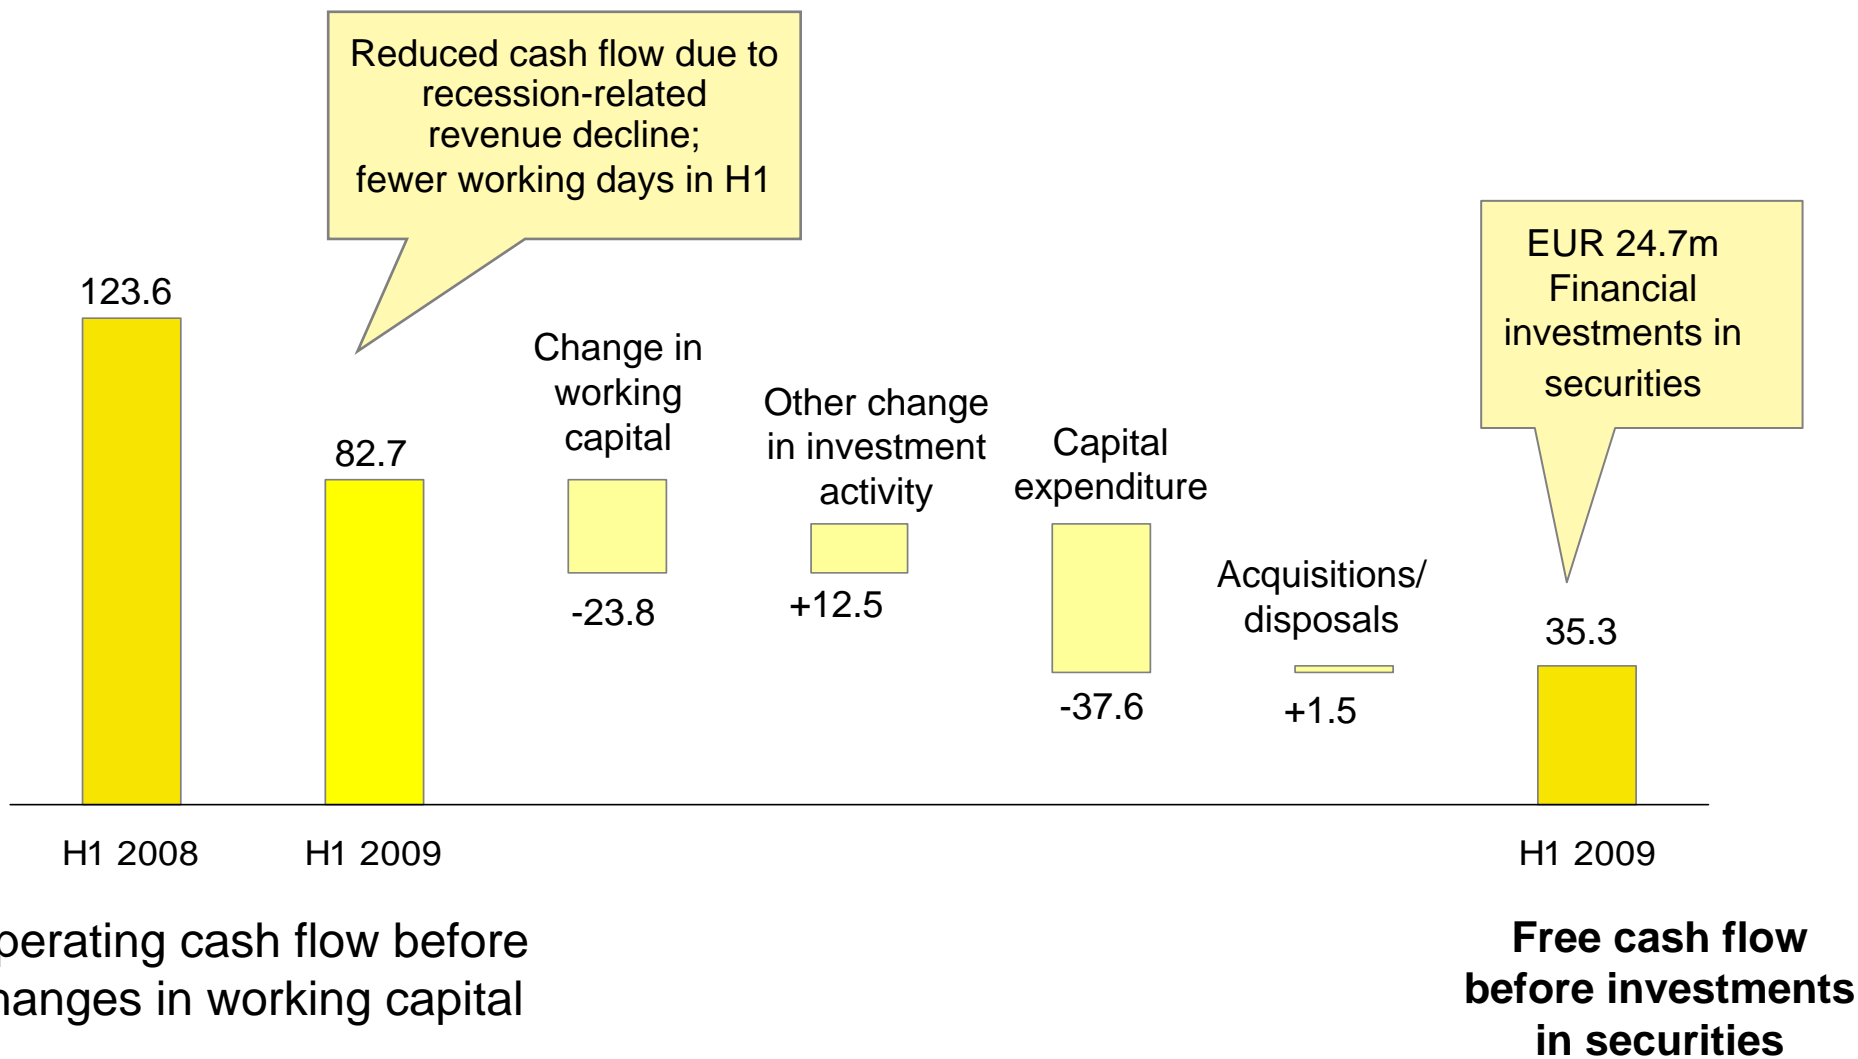 Reduced cash flow due to
recession-related
revenue decline;
fewer working days in H1
EUR 24.7m
Financial
investments in
securities
123.6
82.7
Change in
working
capital
-23.8
Other change
in investment
activity
+12.5
Capital
expenditure
-37.6
Acquisitions/
disposals
+1.5
35.3
H1 2008
H1 2009
H1 2009
perating cash flow before
hanges in working capital
Free cash flow
before investments
in securities